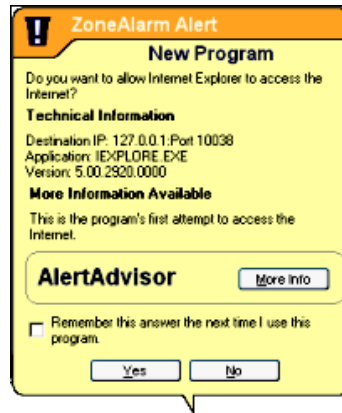 ZoneAlarm Alert
New Program
Do you want to allow Internet Explorer to access the
Internet?
Technical Information
Destination IP: 127.0.0.1:Port 10038
Application: IEXPLORE.EXE
Version: 5.00.2920.0000
More Information Available
This is the program's first attempt to access the
Internet.
AlertAdvisor
More Info
Remember this answer the next time I use this
program.
Yes
No